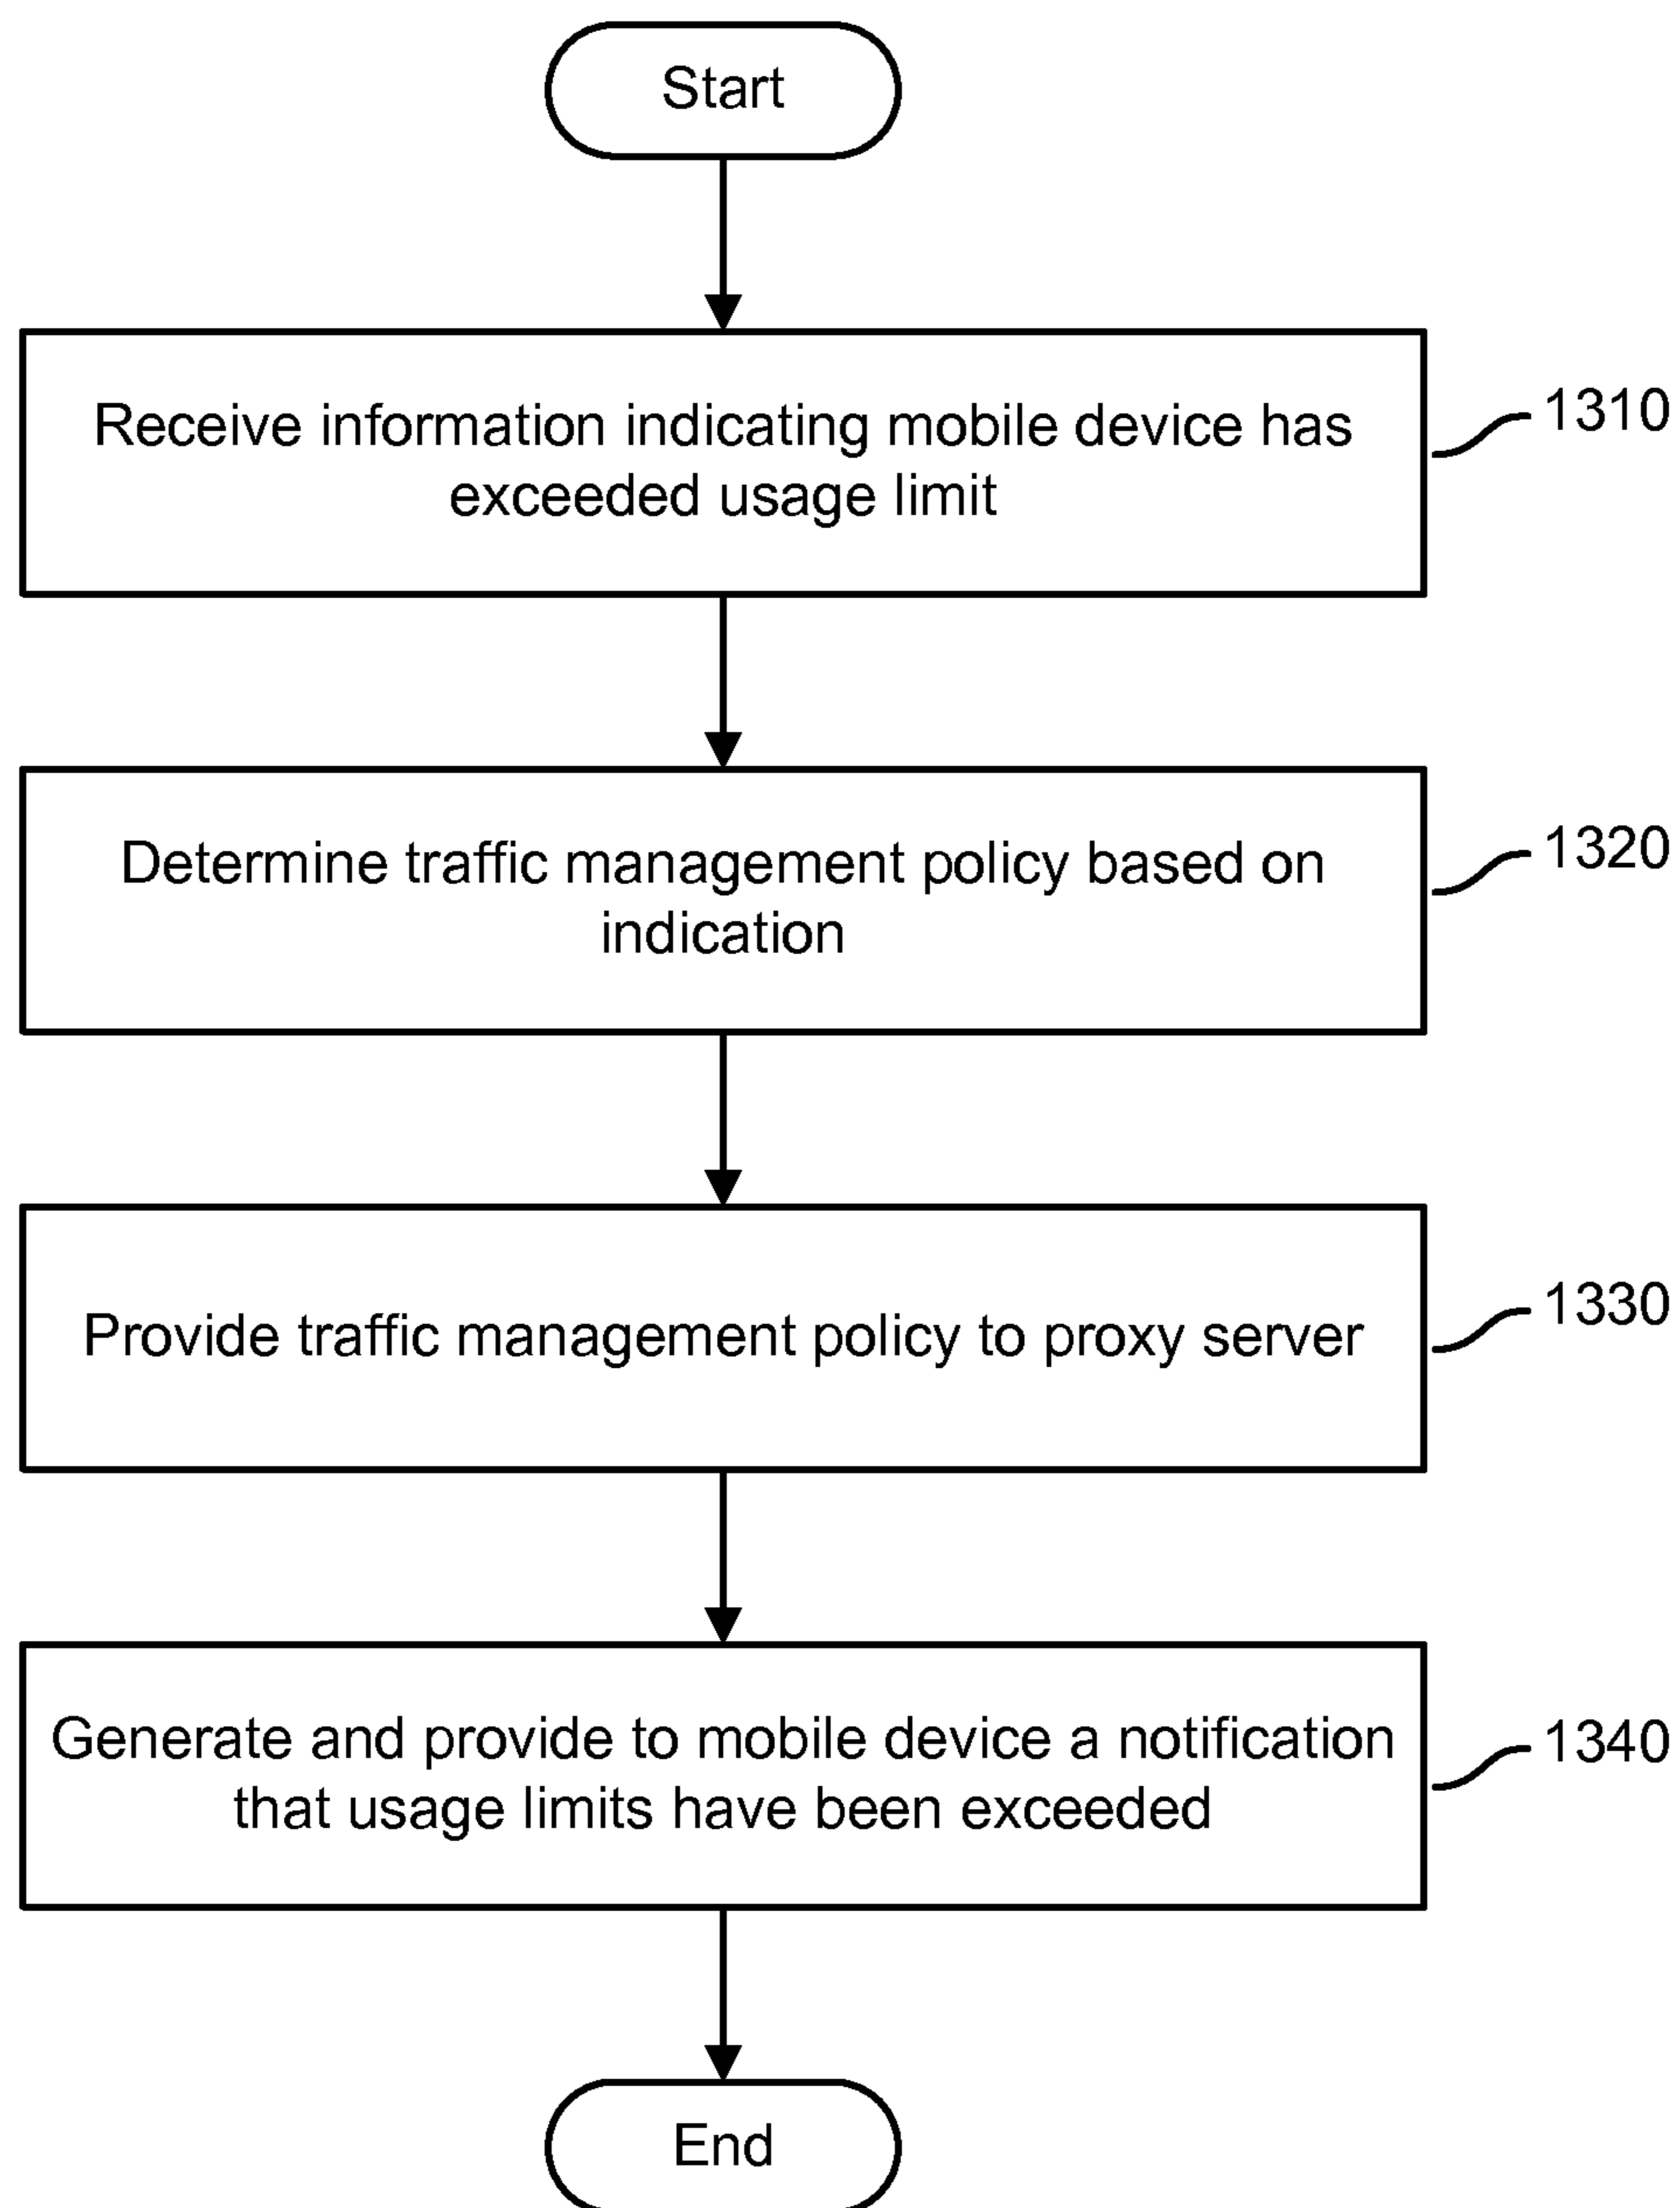 Start
Receive information indicating mobile device has
exceeded usage limit
1310
Determine traffic management policy based on
indication
1320
Provide traffic management policy to proxy server
1330
Generate and provide to mobile device a notification
that usage limits have been exceeded
1340
End